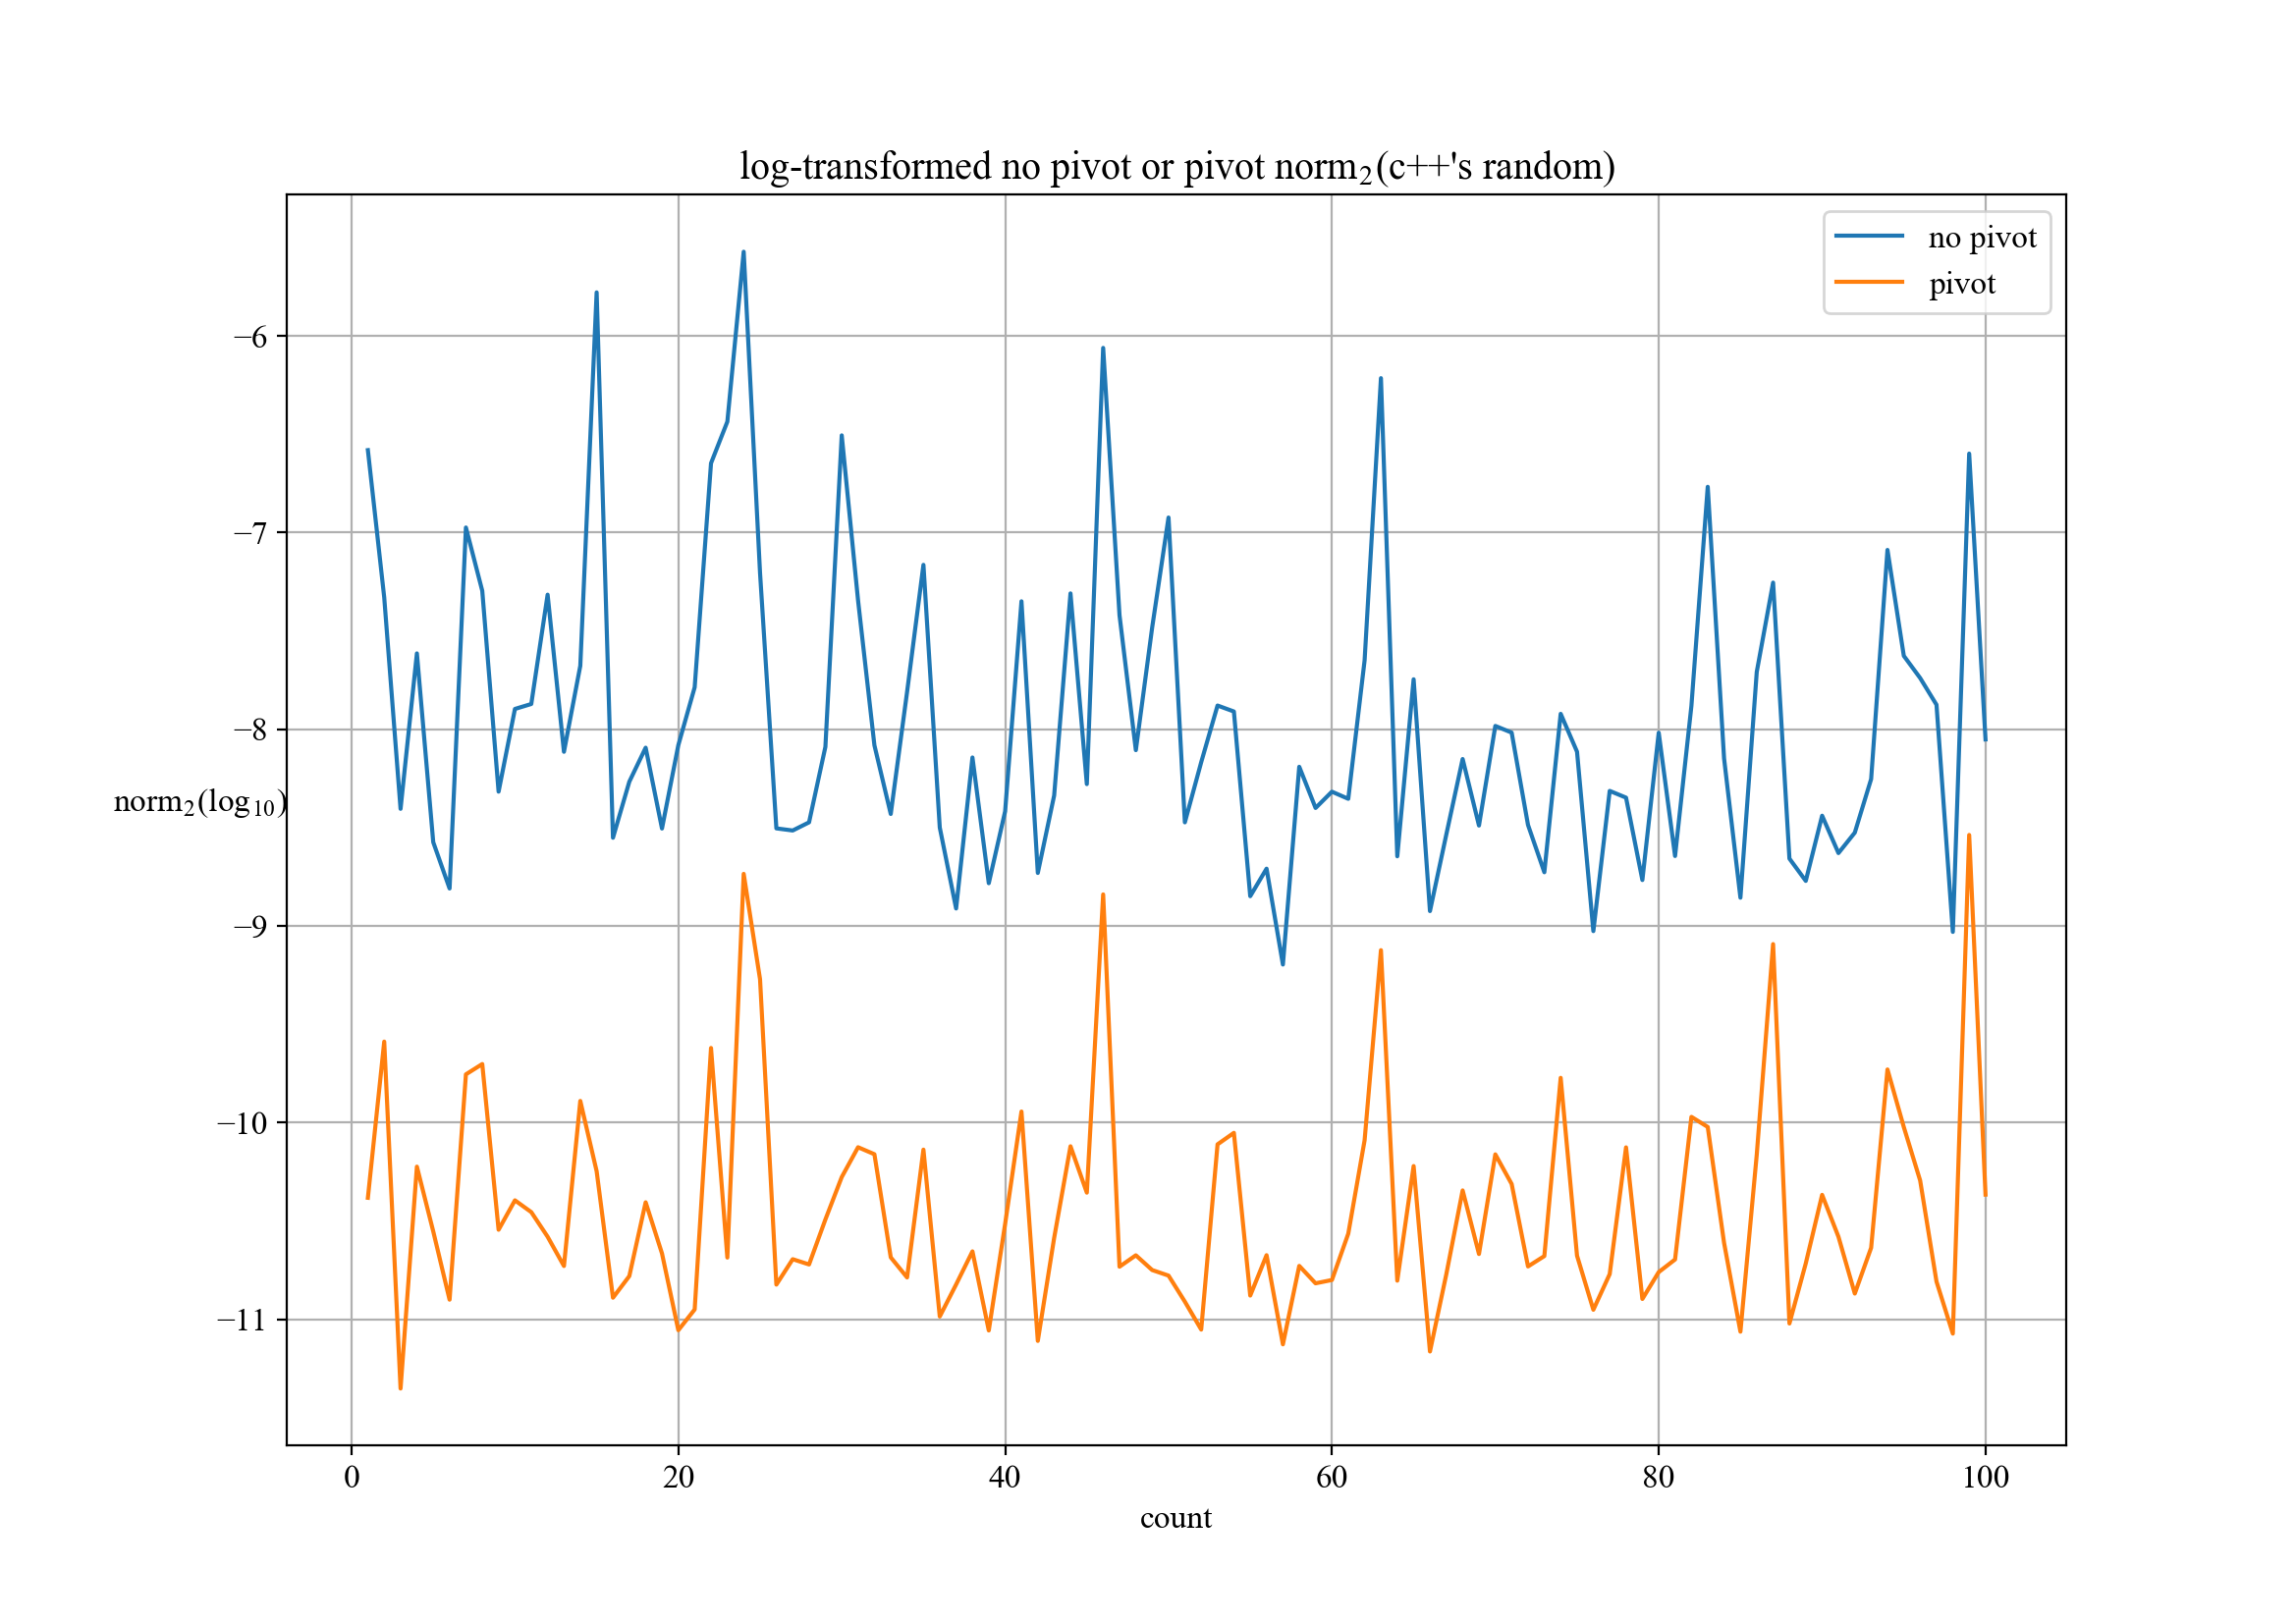 log-transformed no pivot or pivot norm₂(c++'s random)
no pivot
pivot
−6
−7
−8
norm₂(log₁₀)
−9
−10
−11
0 20 40 60 80 100
count